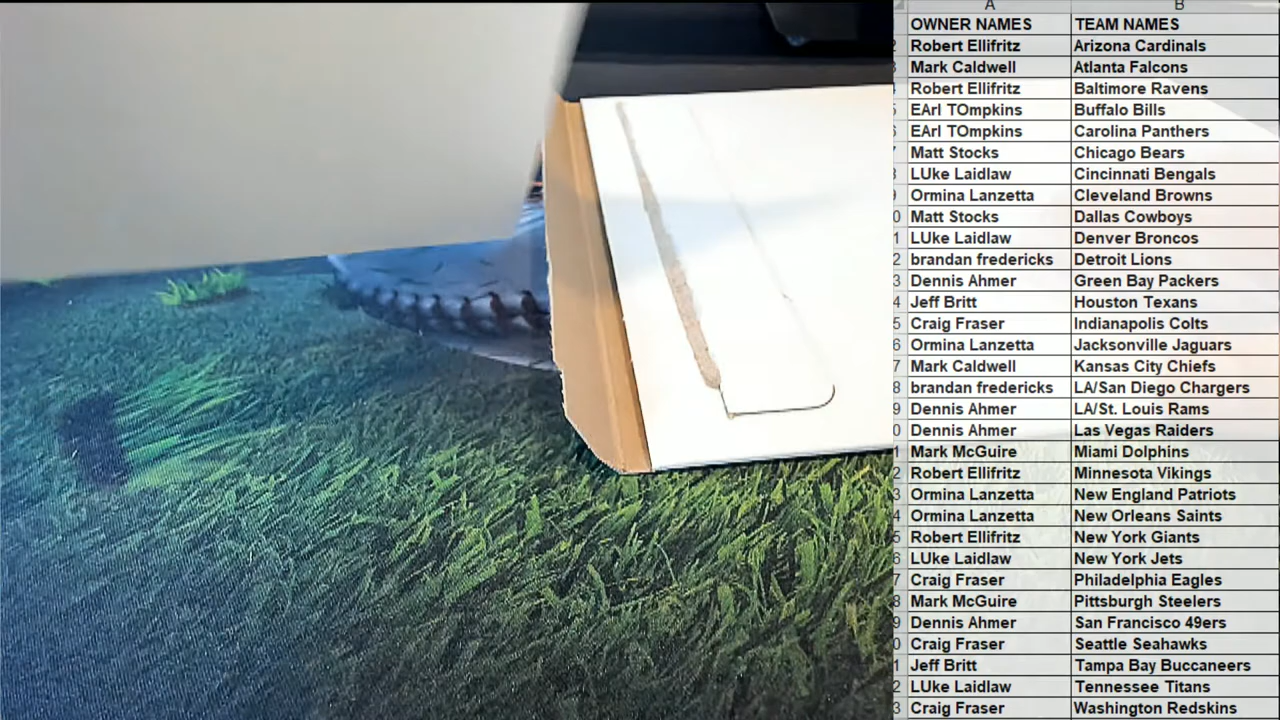 A B
OWNER NAMES TEAM NAMES
Robert Ellifritz Arizona Cardinals
Mark Caldwell Atlanta Falcons
Robert Ellifritz Baltimore Ravens
EArl TOmpkins Buffalo Bills
EArl TOmpkins Carolina Panthers
Matt Stocks Chicago Bears
LUke Laidlaw Cincinnati Bengals
Ormina Lanzetta Cleveland Browns
Matt Stocks Dallas Cowboys
LUke Laidlaw Denver Broncos
brandan fredericks Detroit Lions
Dennis Ahmer Green Bay Packers
Jeff Britt Houston Texans
Craig Fraser Indianapolis Colts
Ormina Lanzetta Jacksonville Jaguars
Mark Caldwell Kansas City Chiefs
brandan fredericks LA/San Diego Chargers
Dennis Ahmer LA/St. Louis Rams
Dennis Ahmer Las Vegas Raiders
Mark McGuire Miami Dolphins
Robert Ellifritz Minnesota Vikings
Ormina Lanzetta New England Patriots
Ormina Lanzetta New Orleans Saints
Robert Ellifritz New York Giants
LUke Laidlaw New York Jets
Craig Fraser Philadelphia Eagles
Mark McGuire Pittsburgh Steelers
Dennis Ahmer San Francisco 49ers
Craig Fraser Seattle Seahawks
Jeff Britt Tampa Bay Buccaneers
LUke Laidlaw Tennessee Titans
Craig Fraser Washington Redskins